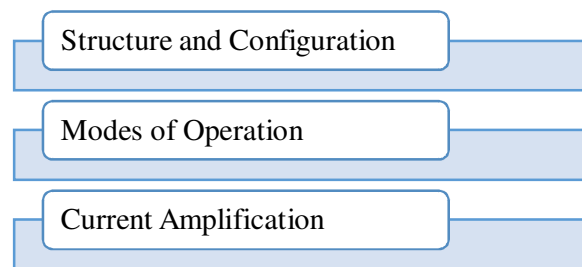 Structure and Configuration
Modes of Operation
Current Amplification